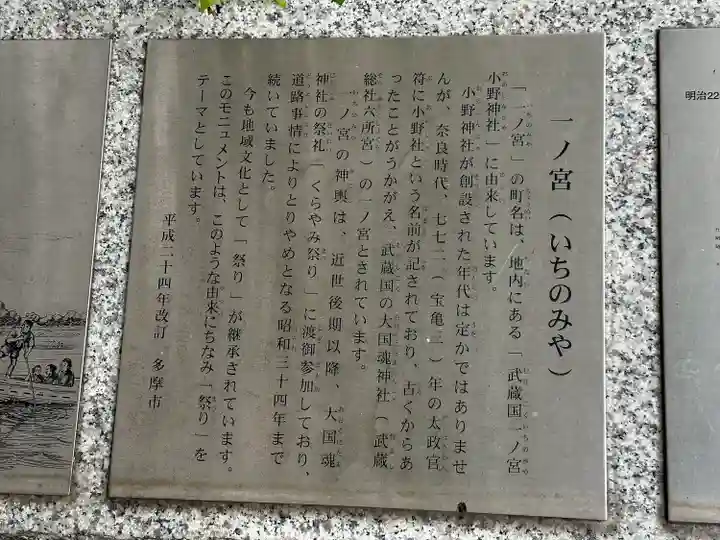 一ノ宮(いちのみや)
「一ノ宮」の町名は、地内にある「武蔵国一ノ宮
小野神社」に由来しています。
小野神社が創設された年代は定かではありませ
んが、奈良時代、七七二(宝亀三)年の太政官
符に小野社という名前が記されており、古くからあ
ったことがうかがえ、武蔵国の大国魂神社(武蔵
総社六所宮)の一ノ宮とされています。
一ノ宮の神輿は、近世後期以降、大国魂
神社の祭礼「くらやみ祭り」に渡御参加しており、
道路事情によりとりやめとなる昭和三十四年まで
続いていました。
今も地域文化として「祭り」が継承されています。
このモニュメントは、このような由来にちなみ「祭り」を
テーマとしています。
平成二十四年改訂 多摩市
明治22